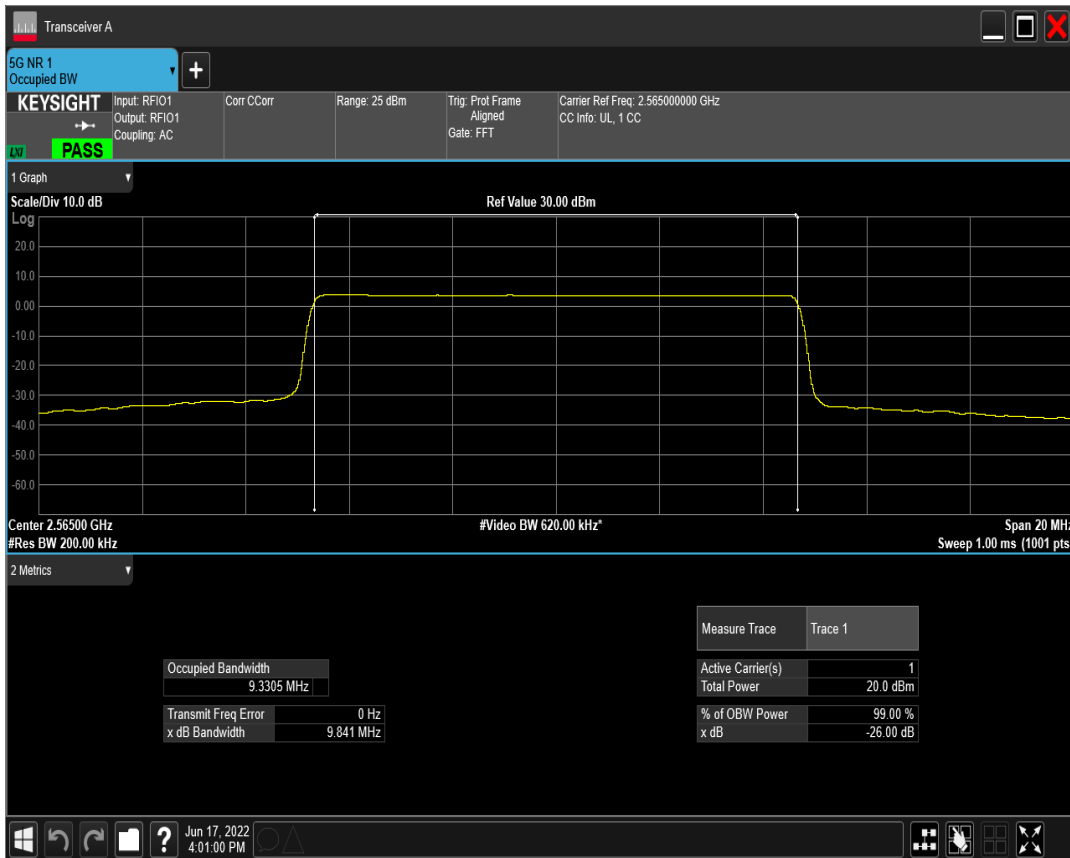 Transceiver A
5G NR 1
Occupied BW
KEYSIGHT
LXI
PASS
Input: RFIO1
Output: RFIO1
Coupling: AC
Corr CCorr
Range: 25 dBm
Trig: Prot Frame
Aligned
Gate: FFT
Carrier Ref Freq: 2.565000000 GHz
CC Info: UL, 1 CC
1 Graph
Scale/Div 10.0 dB
Ref Value 30.00 dBm
Log
20.0
10.0
0.00
-10.0
-20.0
-30.0
-40.0
-50.0
-60.0
Center 2.56500 GHz
#Video BW 620.00 kHz*
Span 20 MHz
#Res BW 200.00 kHz
Sweep 1.00 ms (1001 pts
2 Metrics
Measure Trace Trace 1
Occupied Bandwidth
9.3305 MHz
Active Carrier(s) 1
Total Power 20.0 dBm
Transmit Freq Error 0 Hz
x dB Bandwidth 9.841 MHz
% of OBW Power 99.00 %
x dB -26.00 dB
?
Jun 17, 2022
4:01:00 PM